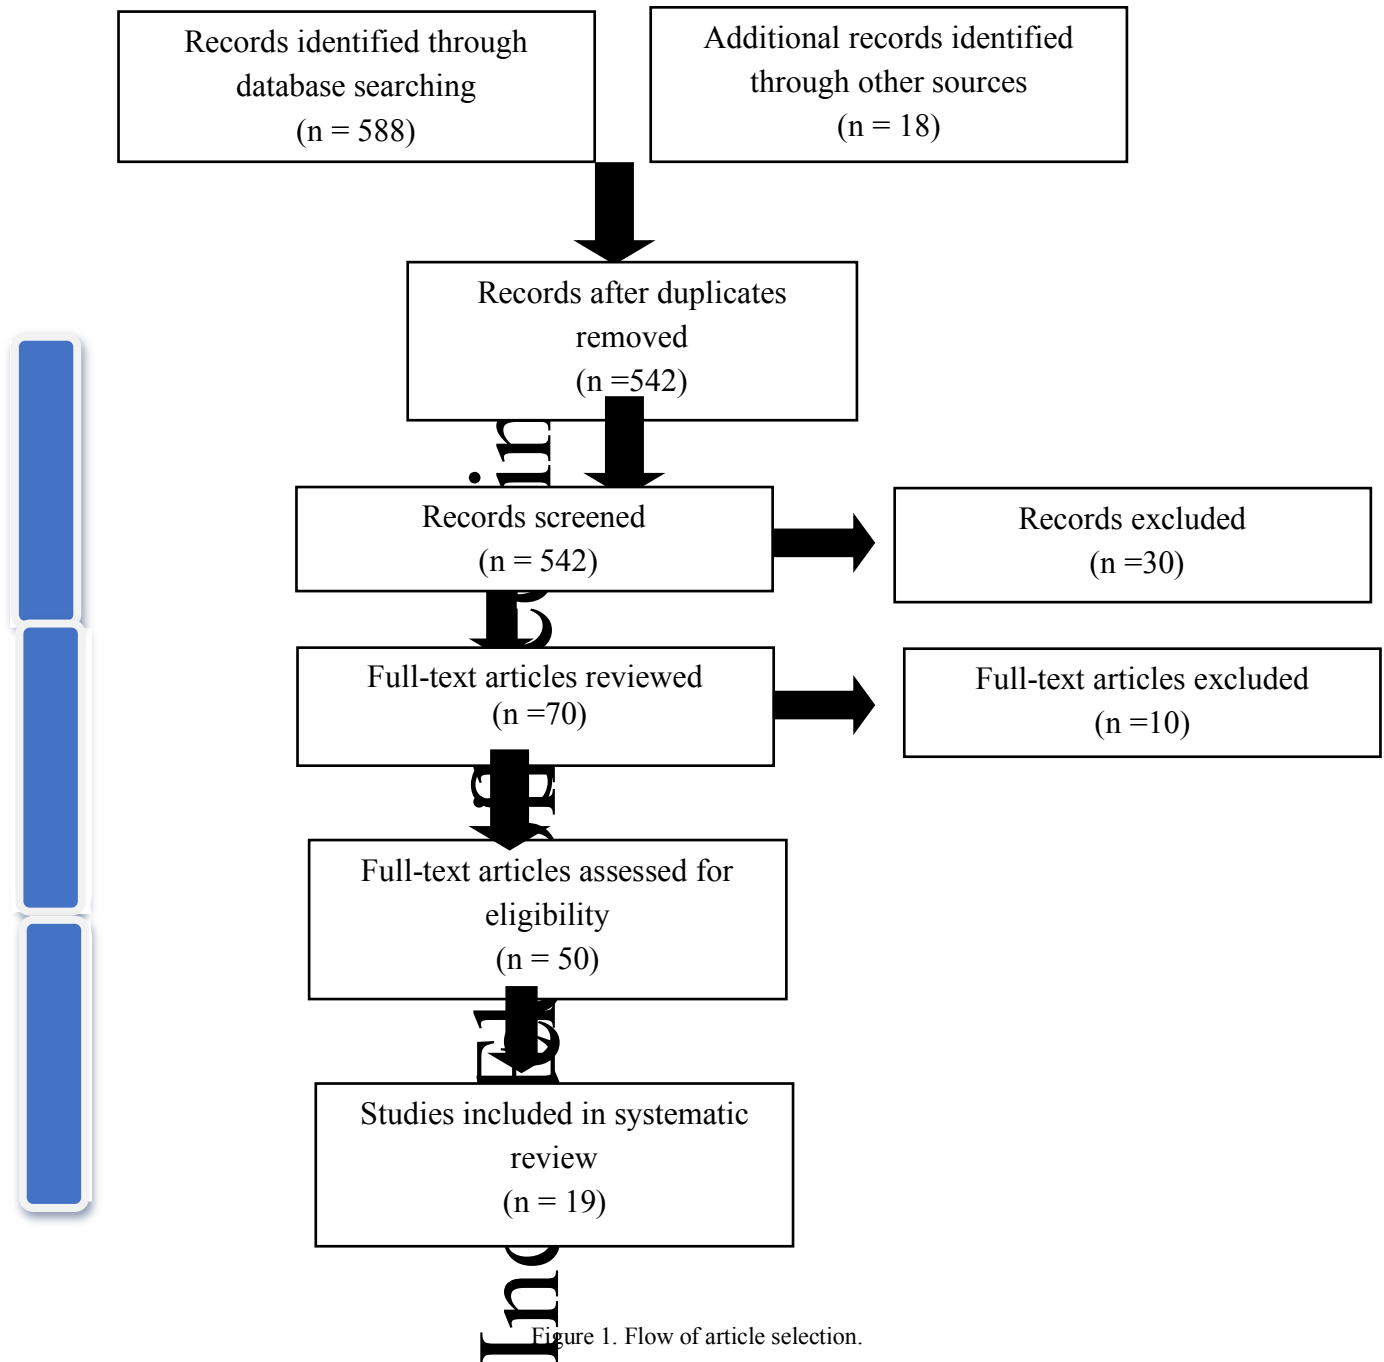 Records identified through
database searching
(n = 588)
Additional records identified
through other sources
(n = 18)
Records after duplicates
removed
(n =542)
Records screened
(n = 542)
Records excluded
(n =30)
Full-text articles reviewed
(n =70)
Full-text articles excluded
(n =10)
Full-text articles assessed for
eligibility
(n = 50)
Studies included in systematic
review
(n = 19)
Figure 1. Flow of article selection.